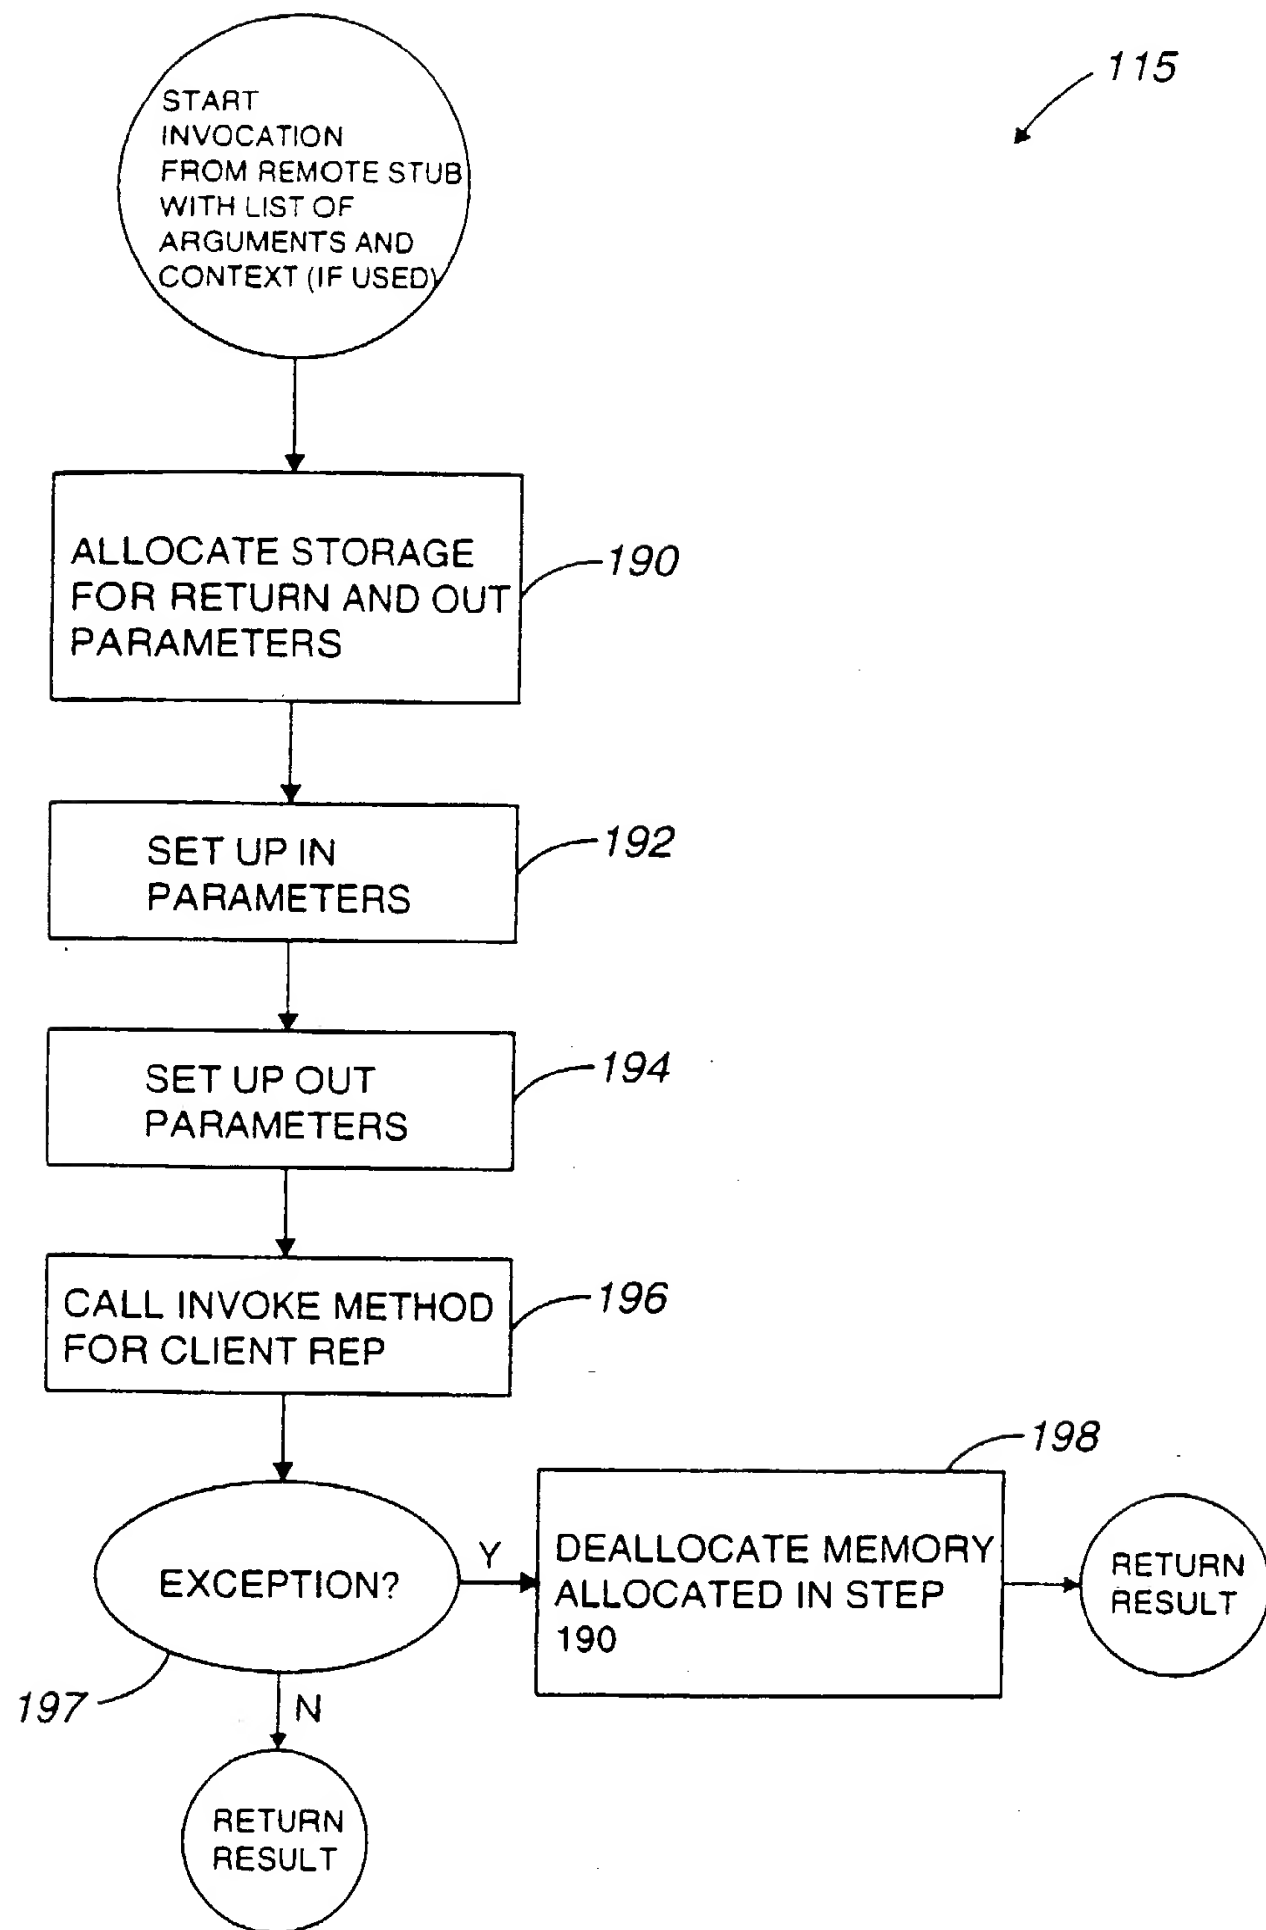 115
START
INVOCATION
FROM REMOTE STUB
WITH LIST OF
ARGUMENTS AND
CONTEXT (IF USED)
ALLOCATE STORAGE
FOR RETURN AND OUT
PARAMETERS
190
SET UP IN
PARAMETERS
192
SET UP OUT
PARAMETERS
194
CALL INVOKE METHOD
FOR CLIENT REP
196
EXCEPTION?
197
Y
N
198
DEALLOCATE MEMORY
ALLOCATED IN STEP
190
RETURN
RESULT
RETURN
RESULT